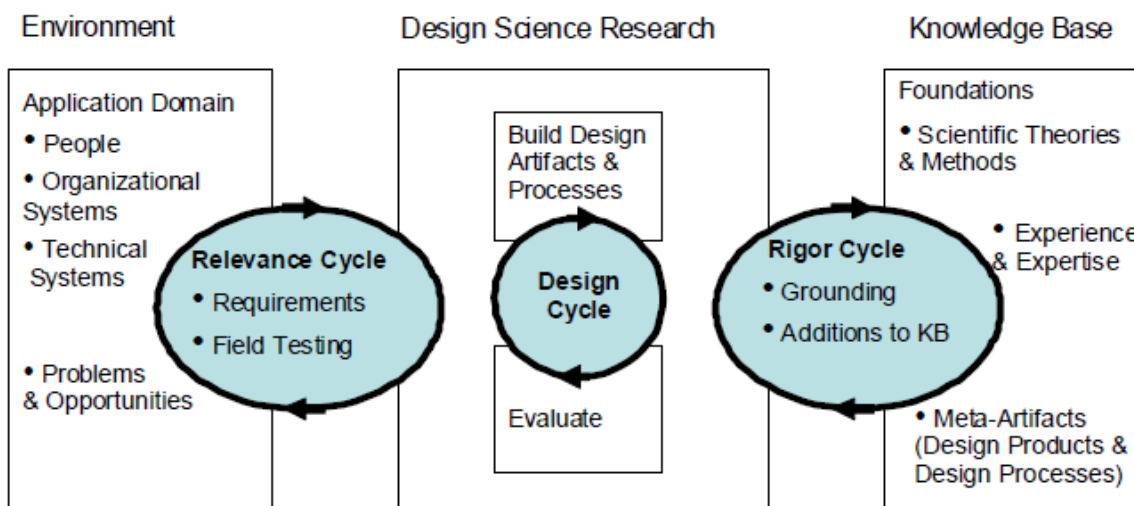 Environment
Design Science Research
Knowledge Base
Application Domain
• People
• Organizational
Systems
• Technical
Systems
• Problems
& Opportunities
Relevance Cycle
• Requirements
• Field Testing
Build Design
Artifacts &
Processes
Design
Cycle
Evaluate
Rigor Cycle
• Grounding
• Additions to KB
Foundations
• Scientific Theories
& Methods
• Experience
& Expertise
• Meta-Artifacts
(Design Products &
Design Processes)